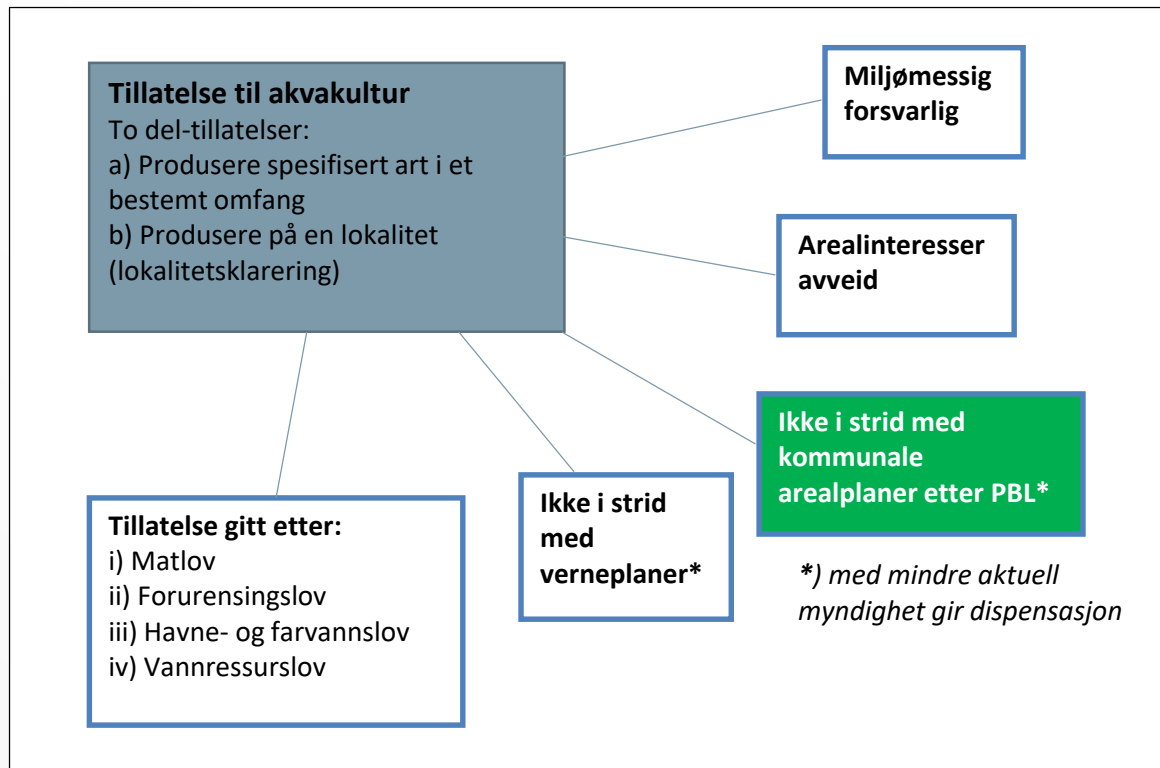 Tillatelse til akvakultur
To del-tillatelser:
a) Produsere spesifisert art i et
bestemt omfang
b) Produsere på en lokalitet
(lokalitetsklarering)
Miljømessig
forsvarlig
Arealinteresser
avveid
Ikke i strid med
kommunale
arealplaner etter PBL*
Ikke i strid
med
verneplaner*
Tillatelse gitt etter:
i) Matlov
ii) Forurensingslov
iii) Havne- og farvannslov
iv) Vannressurslov
*) med mindre aktuell
myndighet gir dispensasjon